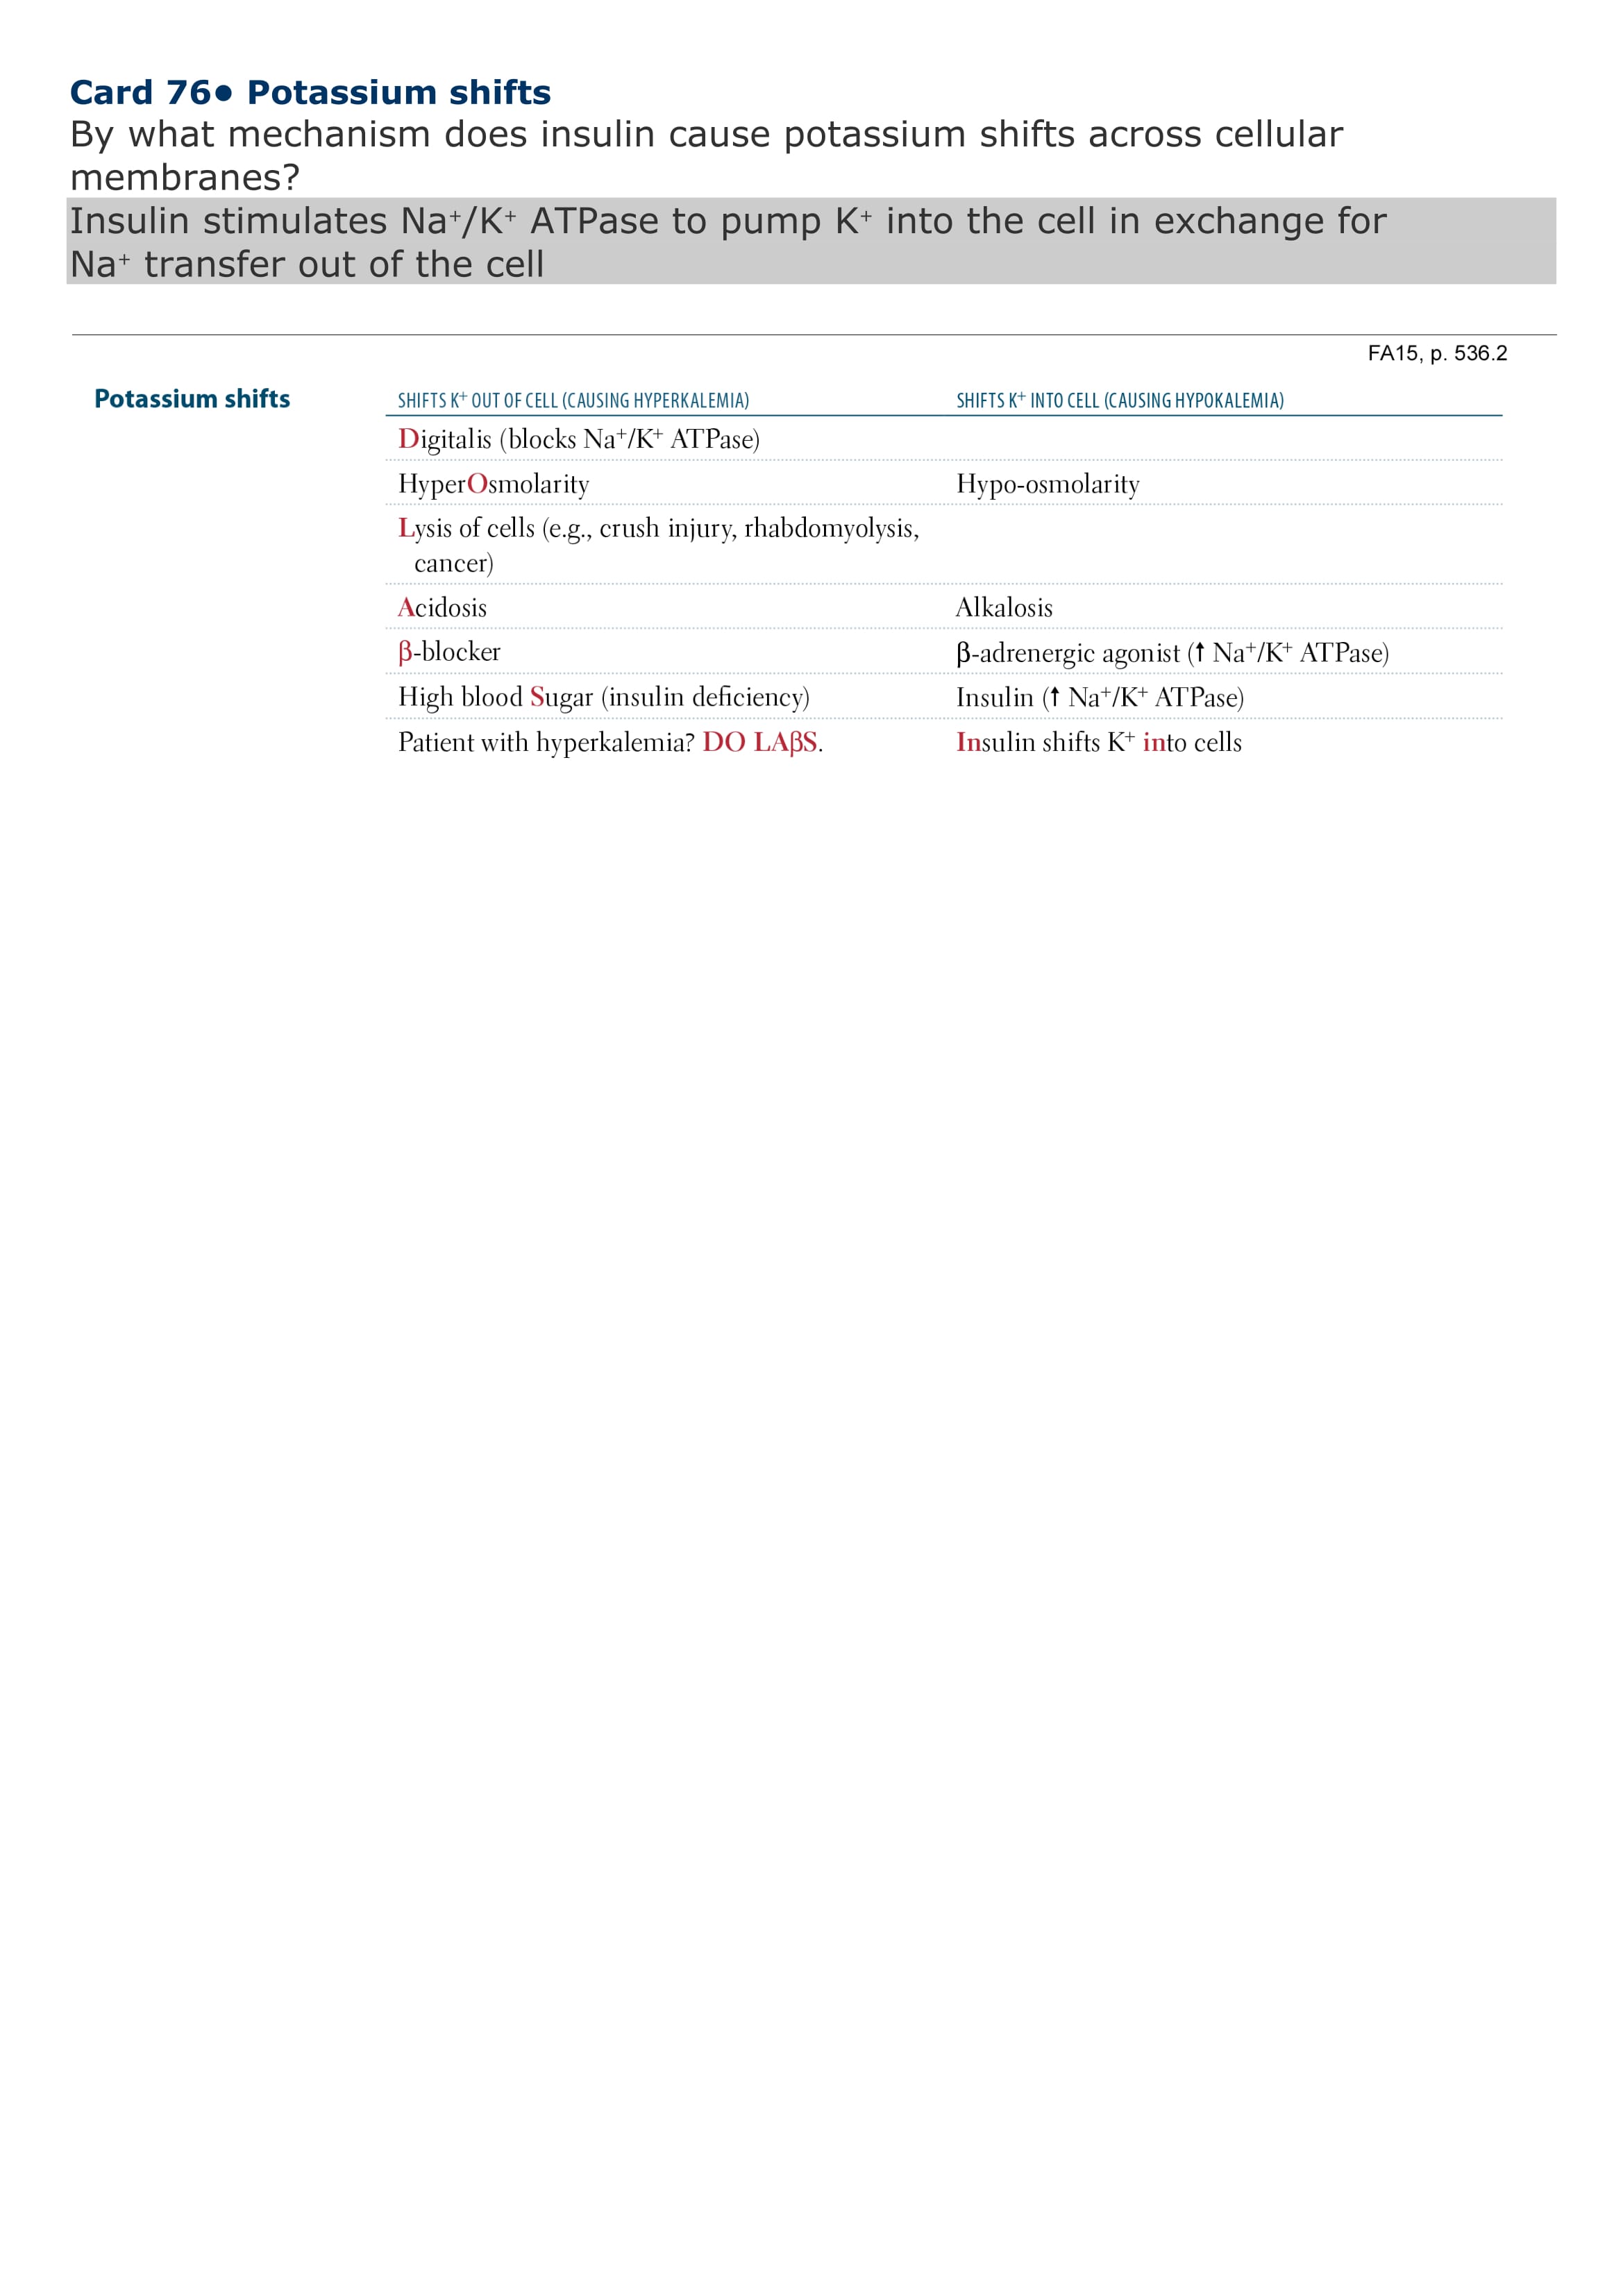 Card 76● Potassium shifts
By what mechanism does insulin cause potassium shifts across cellular
membranes?
Insulin stimulates Na⁺/K⁺ ATPase to pump K⁺ into the cell in exchange for
Na⁺ transfer out of the cell
FA15, p. 536.2
Potassium shifts SHIFTS K⁺ OUT OF CELL (CAUSING HYPERKALEMIA) SHIFTS K⁺ INTO CELL (CAUSING HYPOKALEMIA)
Digitalis (blocks Na⁺/K⁺ ATPase)
HyperOsmolarity Hypo-osmolarity
Lysis of cells (e.g., crush injury, rhabdomyolysis,
cancer)
Acidosis Alkalosis
β-blocker β-adrenergic agonist (↑ Na⁺/K⁺ ATPase)
High blood Sugar (insulin deficiency) Insulin (↑ Na⁺/K⁺ ATPase)
Patient with hyperkalemia? DO LAβS. Insulin shifts K⁺ into cells